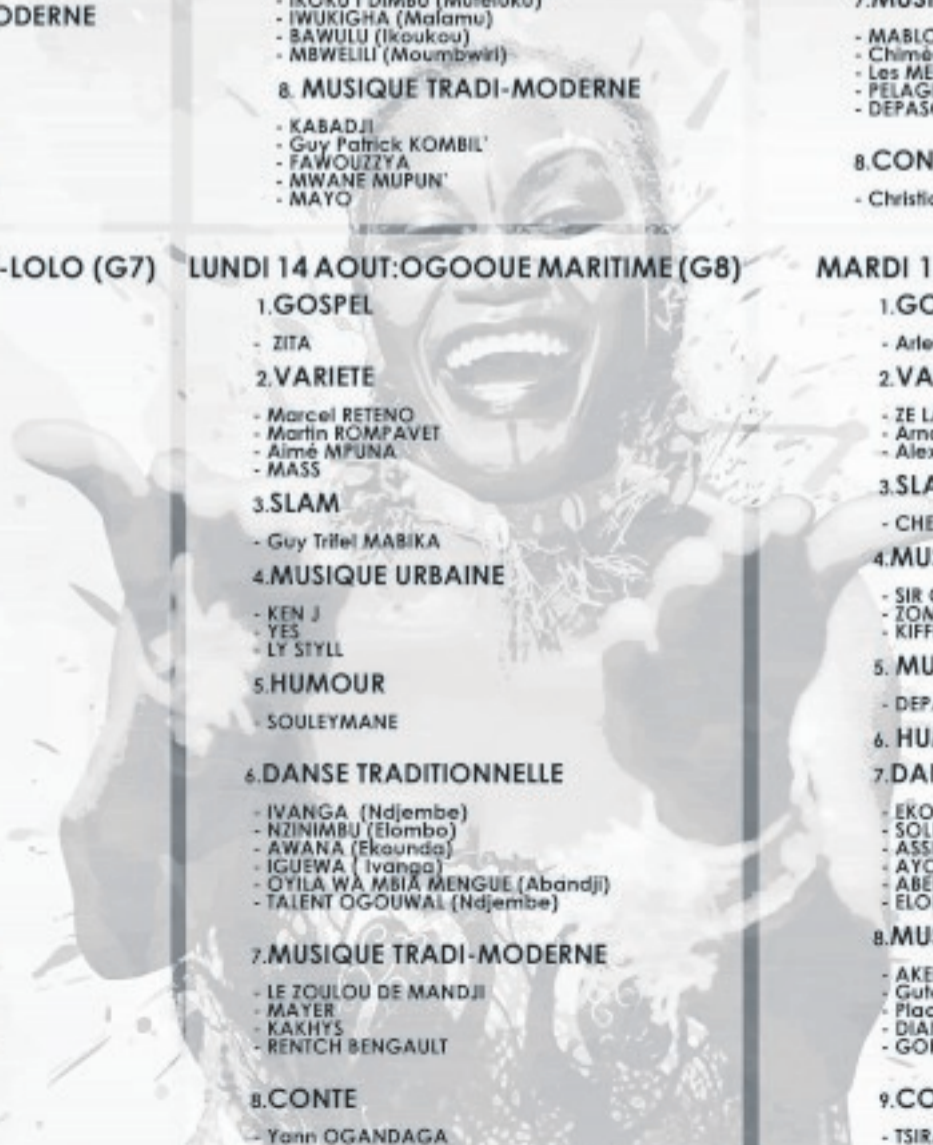 ODERNE
- IWUKIGHA (Malamu)
- BAWULU (Ikoukou)
- MBWELILI (Moumbwiri)
8. MUSIQUE TRADI-MODERNE
- KABADJI
- Guy Patrick KOMBIL'
- FAWOUZZYA
- MWANE MUPUN'
- MAYO
-LOLO (G7)
LUNDI 14 AOUT:OGOOUE MARITIME (G8)
1.GOSPEL
- ZITA
2.VARIETE
- Marcel RETENO
- Martin ROMPAVET
- Aimé MPUNA
- MASS
3.SLAM
- Guy Trifel MABIKA
4.MUSIQUE URBAINE
- KEN J
- YES
- LY STYLL
5.HUMOUR
- SOULEYMANE
6.DANSE TRADITIONNELLE
- IVANGA (Ndjembe)
- NZINIMBU (Elombo)
- AWANA (Ekounda)
- IGUEWA ( Ivanga)
- OYILA WA MBIA MENGUE (Abandji)
- TALENT OGOUWAL (Ndjembe)
7.MUSIQUE TRADI-MODERNE
- LE ZOULOU DE MANDJI
- MAYER
- KAKHYS
- RENTCH BENGAULT
8.CONTE
- Yann OGANDAGA
- MABLO
- Chimè
- Les ME
- PELAG
- DEPAS
8.CON
- Christi
MARDI 1
1.GO
- Arle
2.VA
- ZE L
- Arn
- Alex
3.SLA
- CHE
4.MU
- SIR
- ZOM
- KIFF
5. MU
- DEP
6. HU
7.DA
- EKO
- SOL
- ASS
- AYO
- ABE
- ELO
8.MU
- AKE
- Gut
- Plac
- DIA
- GO
9.CO
- TSIR